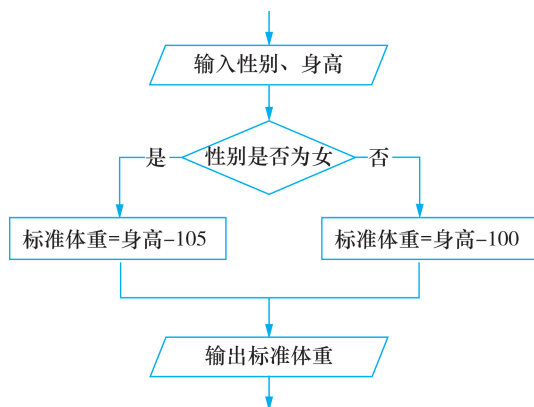 输入性别、身高
是
性别是否为女
否
标准体重=身高-105
标准体重=身高-100
输出标准体重